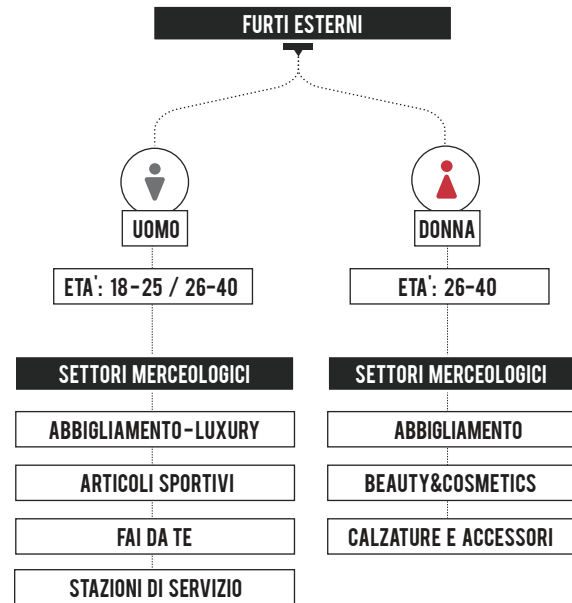 FURTI ESTERNI
UOMO
ETA': 18-25 / 26-40
SETTORI MERCEOLOGICI
ABBIGLIAMENTO-LUXURY
ARTICOLI SPORTIVI
FAI DA TE
STAZIONI DI SERVIZIO
DONNA
ETA': 26-40
SETTORI MERCEOLOGICI
ABBIGLIAMENTO
BEAUTY&COSMETICS
CALZATURE E ACCESSORI